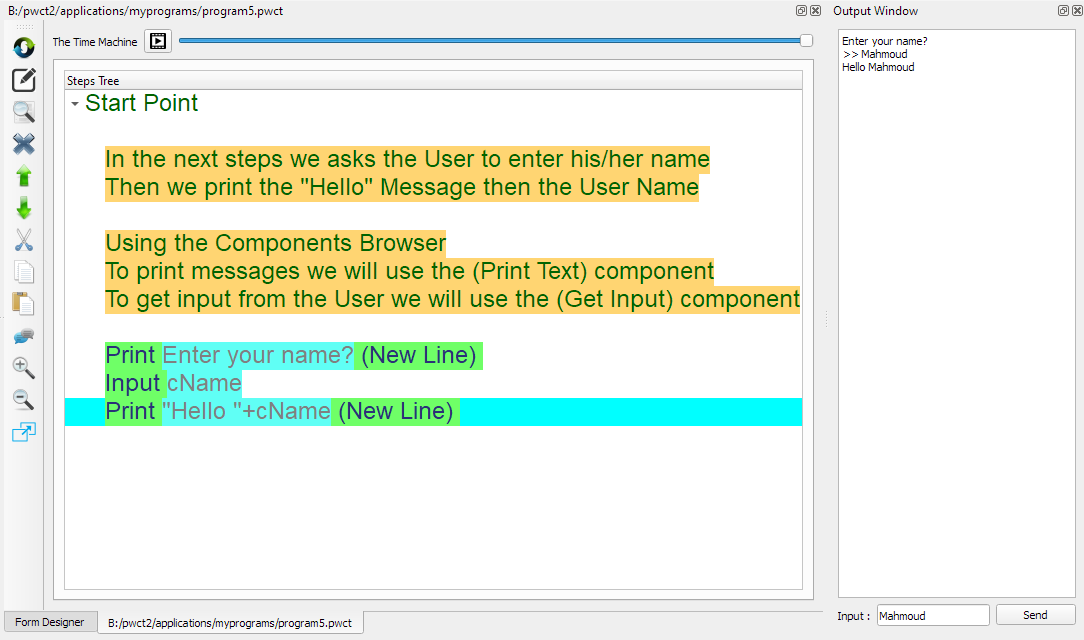 B:/pwct2/applications/myprograms/program5.pwct
The Time Machine
Steps Tree
Start Point
In the next steps we asks the User to enter his/her name
Then we print the "Hello" Message then the User Name
Using the Components Browser
To print messages we will use the (Print Text) component
To get input from the User we will use the (Get Input) component
Print Enter your name? (New Line)
Input cName
Print "Hello "+cName (New Line)
Form Designer
B:/pwct2/applications/myprograms/program5.pwct
Output Window
Enter your name?
>> Mahmoud
Hello Mahmoud
Input : Mahmoud Send